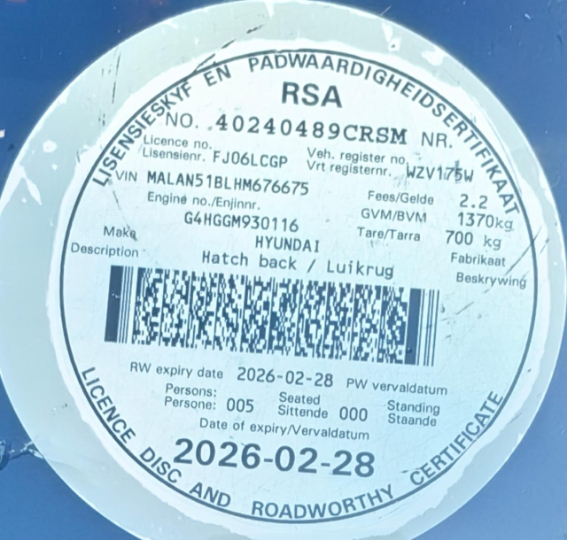 LISENSIESKYF EN PADWAARDIGHEIDSERTIFIKAAT
RSA
NO. 40240489CRSM NR.
Licence no. Veh. register no.
Lisensienr. FJ06LCGP Vrt registernr. WZV175W
VIN MALAN51BLHM676675 Fees/Gelde 2.2
Engine no./Enjinnr. GVM/BVM 1370kg
G4HGGM930116 Tare/Tarra 700 kg
Make HYUNDAI Fabrikaat
Description Hatch back / Luikrug Beskrywing
RW expiry date 2026-02-28 PW vervaldatum
Persons: Seated Standing
Persone: 005 Sittende 000 Staande
Date of expiry/Vervaldatum
2026-02-28
LICENCE DISC AND ROADWORTHY CERTIFICATE